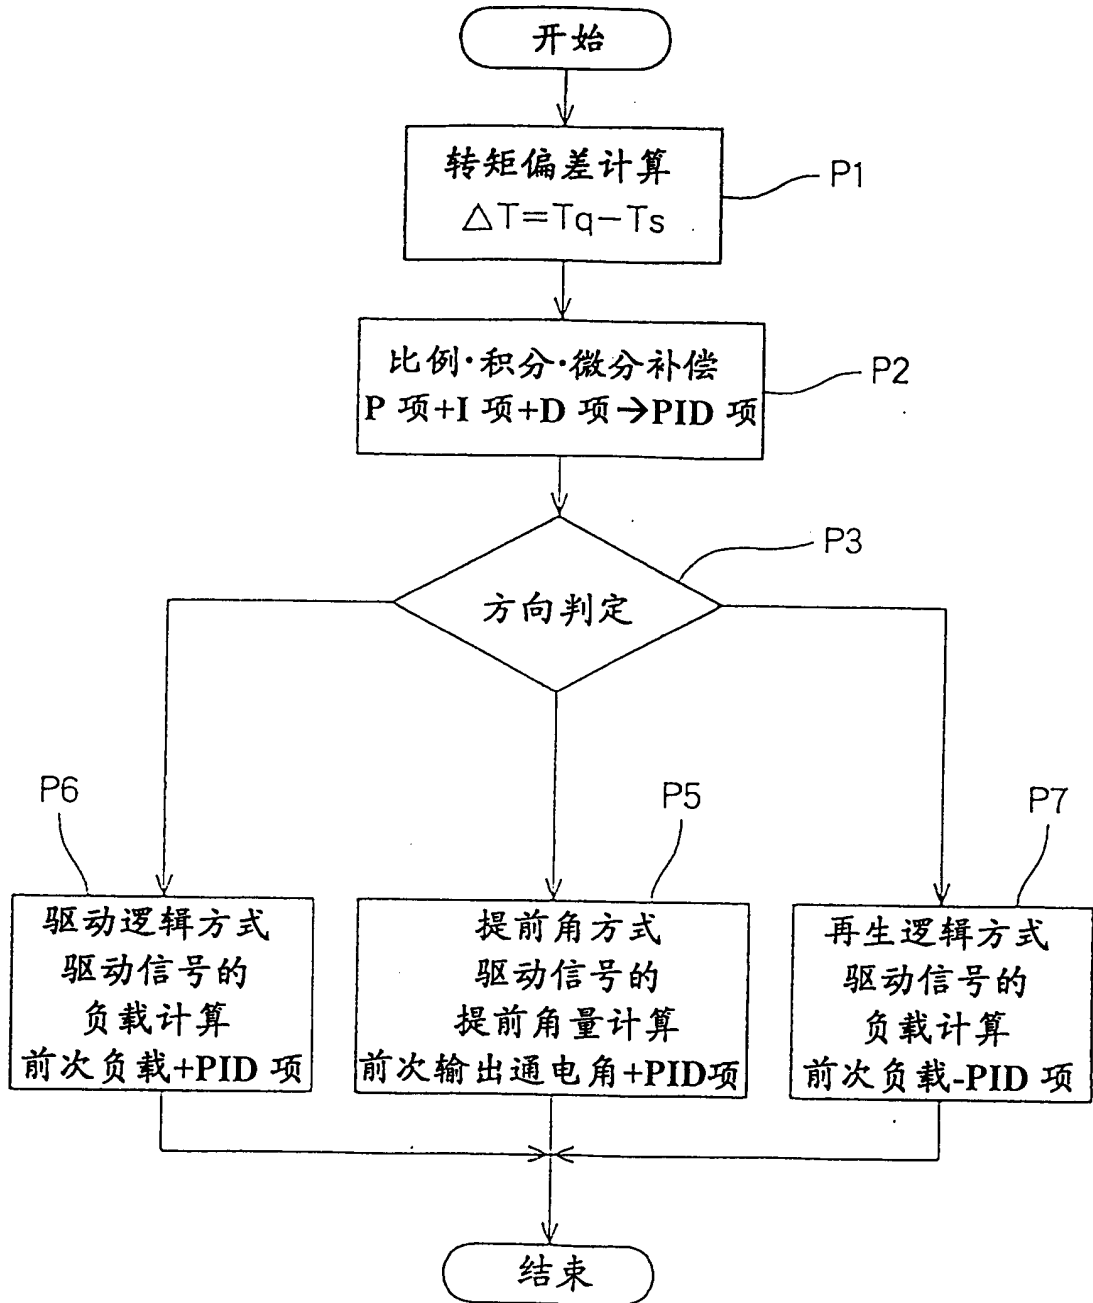 开始
转矩偏差计算
△T=Tq-Ts
P1
比例·积分·微分补偿
P 项+I 项+D 项→PID 项
P2
方向判定
P3
P6
驱动逻辑方式
驱动信号的
负载计算
前次负载+PID 项
P5
提前角方式
驱动信号的
提前角量计算
前次输出通电角+PID项
P7
再生逻辑方式
驱动信号的
负载计算
前次负载-PID 项
结束